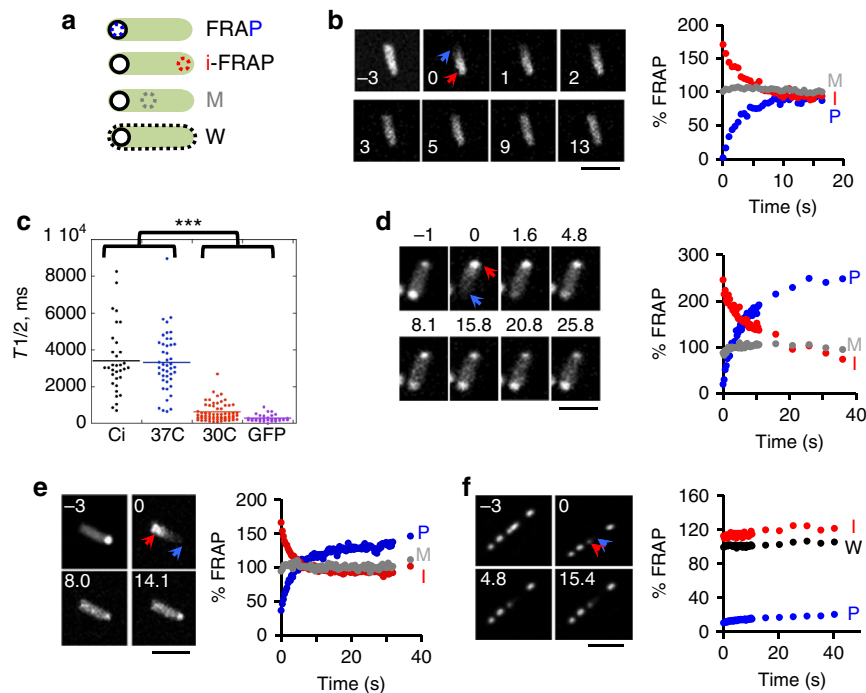 a
FRAP
i-FRAP
M
W
b
–3
0
1
2
3
5
9
13
% FRAP
200
150
100
50
0
I
P
0
10
20
Time (s)
c
1 10⁴
***
8000
6000
4000
2000
0
T1/2, ms
Ci 37C 30C GFP
d
–1 0 1.6 4.8
8.1 15.8 20.8 25.8
% FRAP
300
200
100
0
P
M
I
0 20 40
Time (s)
e
–3
0
8.0
14.1
% FRAP
200
150
100
50
0
P
M
I
0 20 40
Time (s)
f
–3
0
4.8
15.4
% FRAP
160
120
80
40
0
I
W
P
0 10 20 30 40
Time (s)